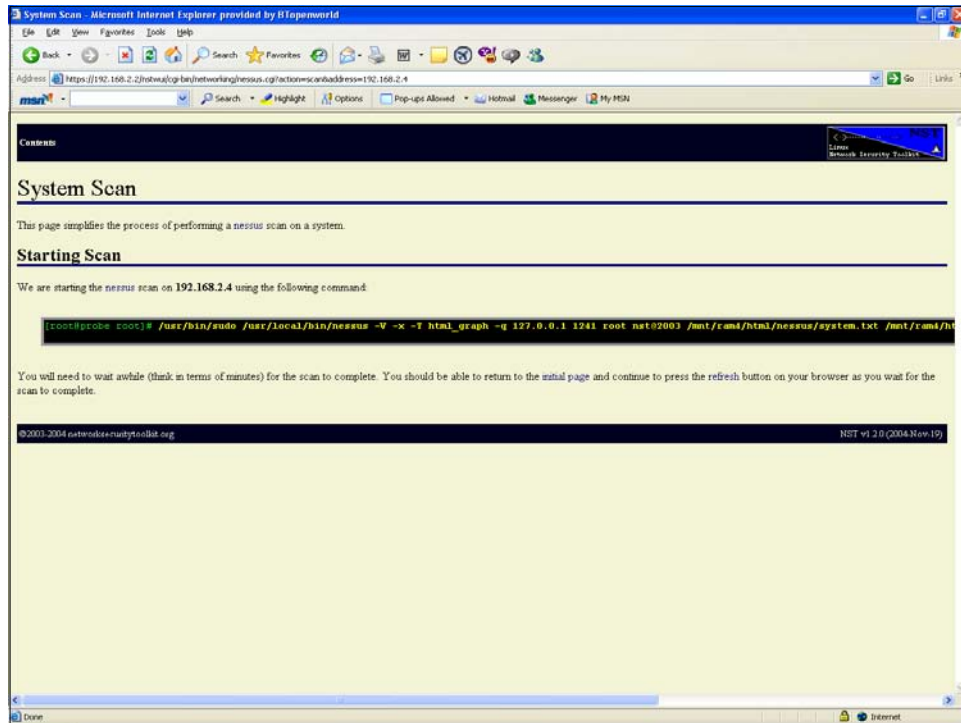 System Scan - Microsoft Internet Explorer provided by BTopenworld
File Edit View Favorites Tools Help
Back Search Favorites
Address https://192.168.2.2/nstwui/cgi-bin/networking/nessus.cgi?action=scan&address=192.168.2.4 Go Links
msn Search Highlight Options Pop-ups Allowed Hotmail Messenger My MSN
Contents
NST
Linux
Network Security Toolkit
System Scan
This page simplifies the process of performing a nessus scan on a system.
Starting Scan
We are starting the nessus scan on 192.168.2.4 using the following command:
[root@probe root]# /usr/bin/sudo /usr/local/bin/nessus -V -x -T html_graph -q 127.0.0.1 1241 root nst@2003 /mnt/ram4/html/nessus/system.txt /mnt/ram4/ht
You will need to wait awhile (think in terms of minutes) for the scan to complete. You should be able to return to the initial page and continue to press the refresh button on your browser as you wait for the
scan to complete.
©2003-2004 networksecuritytoolkit.org NST v1.2.0 (2004-Nov-19)
Done Internet